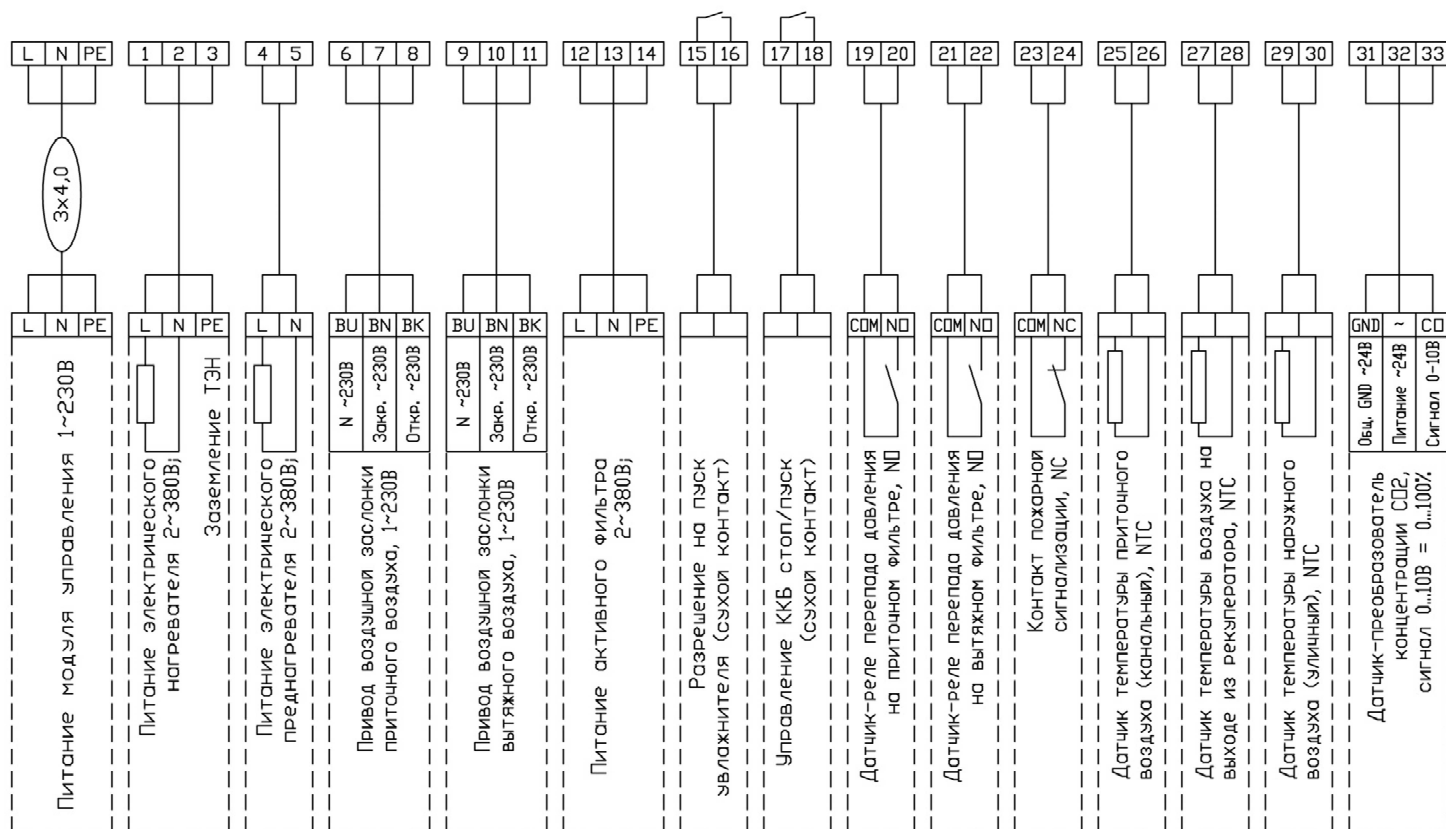 L N PE 1 2 3 4 5 6 7 8 9 10 11 12 13 14 15 16 17 18 19 20 21 22 23 24 25 26 27 28 29 30 31 32 33
3x4,0
L N PE L N PE L N BU BN BK BU BN BK L N PE COM NO COM NO COM NC GND ~ CO
Питание модуля управления 1~230В
Питание электрического
нагревателя 2~380В;
Заземление ТЭН
Питание электрического
преднагревателя 2~380В;
N ~230В
Закр. ~230В
Откр. ~230В
Привод воздушной заслонки
приточного воздуха, 1~230В
N ~230В
Закр. ~230В
Откр. ~230В
Привод воздушной заслонки
вытяжного воздуха, 1~230В
Питание активного фильтра
2~380В;
Разрешение на пуск
увлажнителя (сухой контакт)
Управление ККБ стоп/пуск
(сухой контакт)
Датчик-реле перепада давления
на приточном фильтре, NO
Датчик-реле перепада давления
на вытяжном фильтре, NO
Контакт пожарной
сигнализации, NC
Датчик температуры приточного
воздуха (канальный), NTC
Датчик температуры воздуха на
выходе из рекуператора, NTC
Датчик температуры наружного
воздуха (уличный), NTC
Общ. GND ~24В
Питание ~24В
Сигнал 0-10В
Датчик-преобразователь
концентрации CO2,
сигнал 0...10В = 0...100%